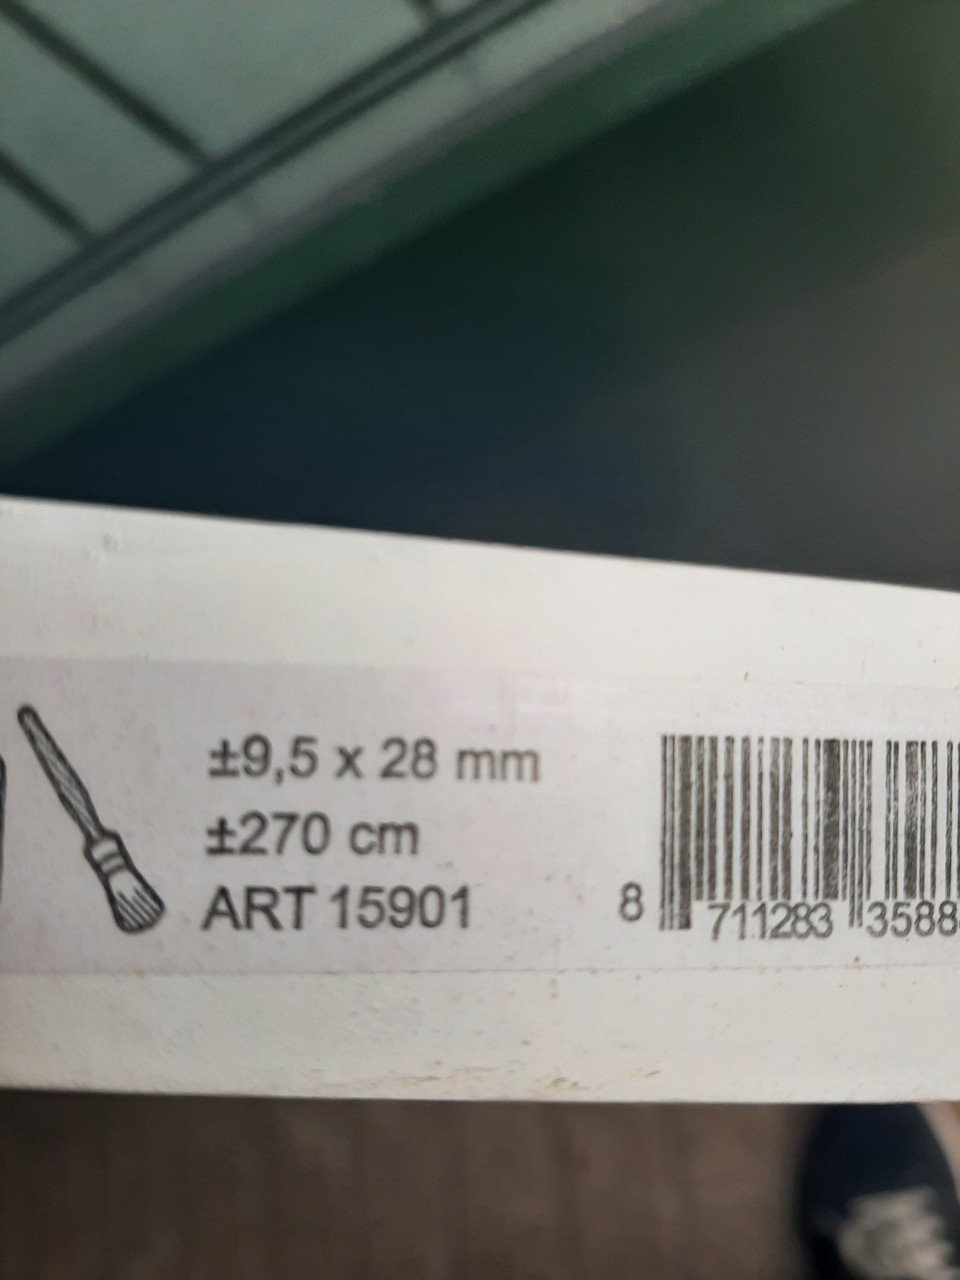 ±9,5 x 28 mm
±270 cm
ART 15901
8 711283 3588